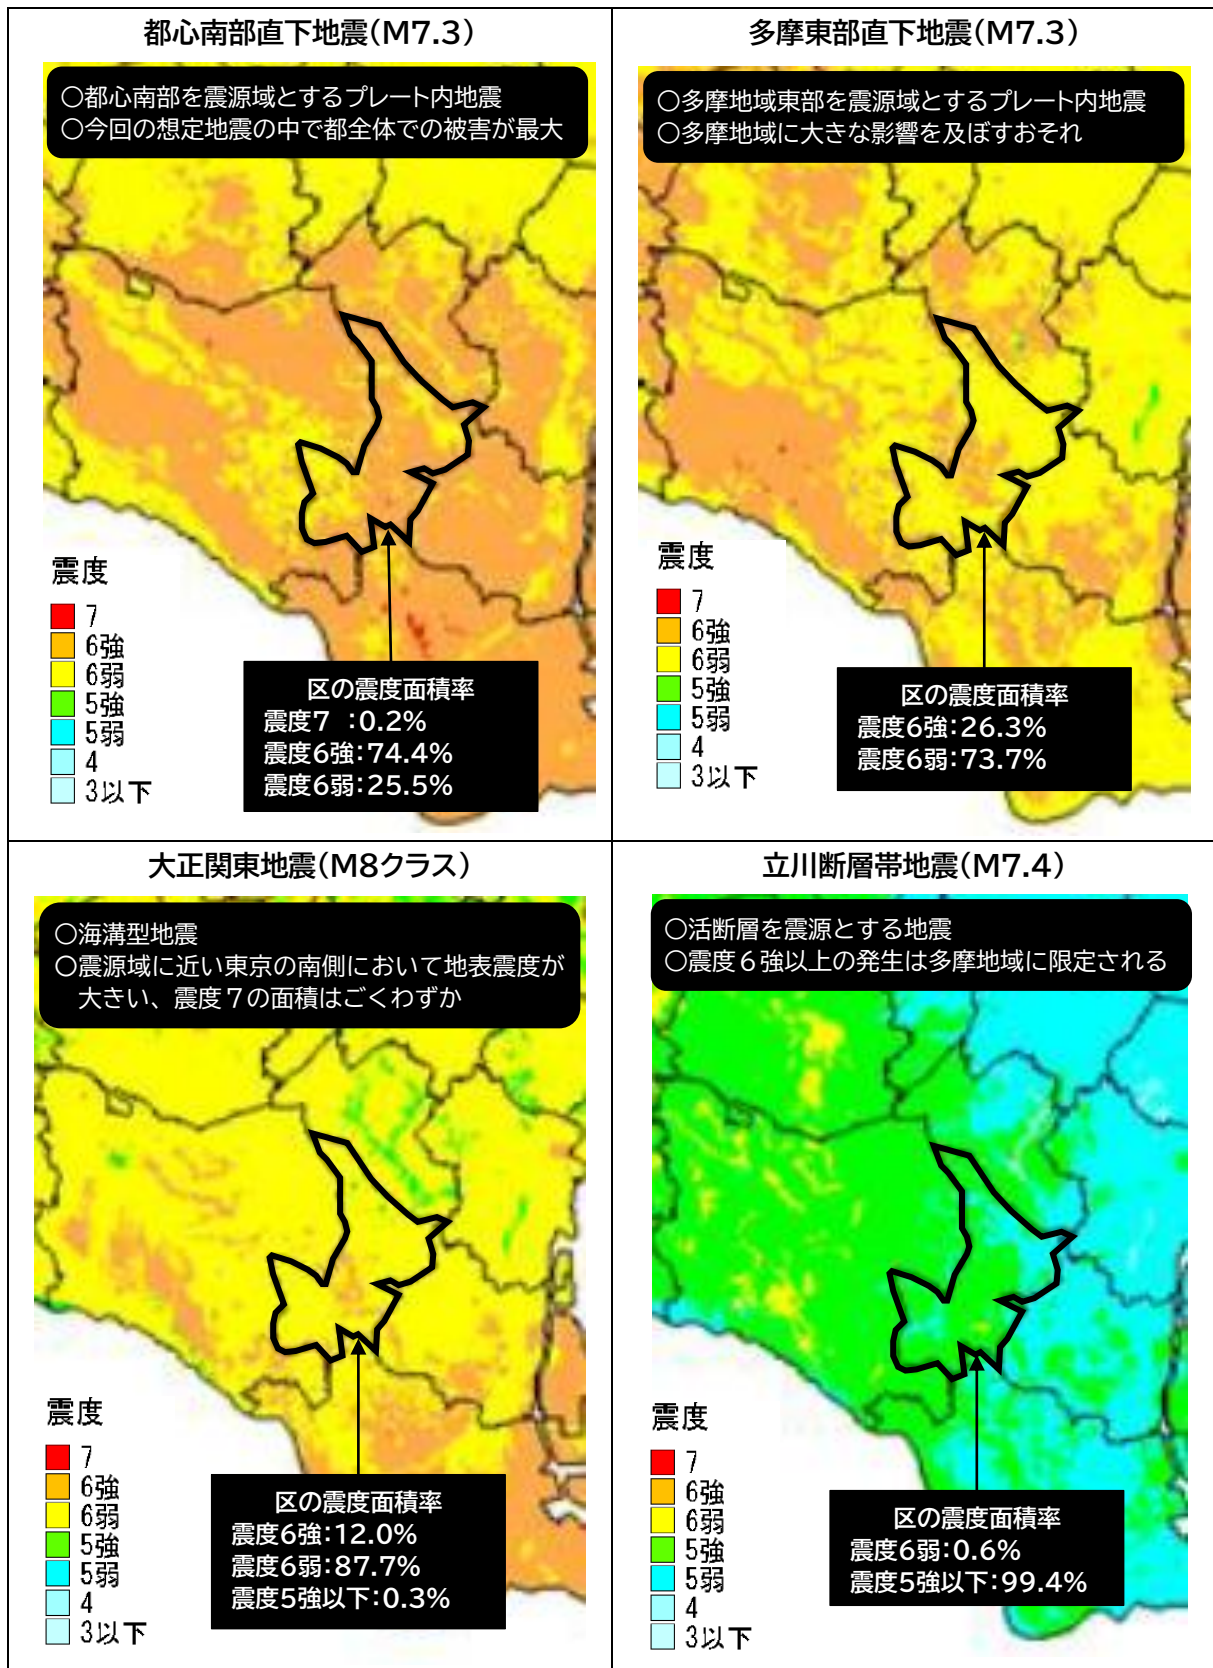 都心南部直下地震(M7.3)
○都心南部を震源域とするプレート内地震
○今回の想定地震の中で都全体での被害が最大
震度
7
6強
6弱
5強
5弱
4
3以下
区の震度面積率
震度7 :0.2%
震度6強:74.4%
震度6弱:25.5%
多摩東部直下地震(M7.3)
○多摩地域東部を震源域とするプレート内地震
○多摩地域に大きな影響を及ぼすおそれ
震度
7
6強
6弱
5強
5弱
4
3以下
区の震度面積率
震度6強:26.3%
震度6弱:73.7%
大正関東地震(M8クラス)
○海溝型地震
○震源域に近い東京の南側において地表震度が
大きい、震度7の面積はごくわずか
震度
7
6強
6弱
5強
5弱
4
3以下
区の震度面積率
震度6強:12.0%
震度6弱:87.7%
震度5強以下:0.3%
立川断層帯地震(M7.4)
○活断層を震源とする地震
○震度6強以上の発生は多摩地域に限定される
震度
7
6強
6弱
5強
5弱
4
3以下
区の震度面積率
震度6弱:0.6%
震度5強以下:99.4%